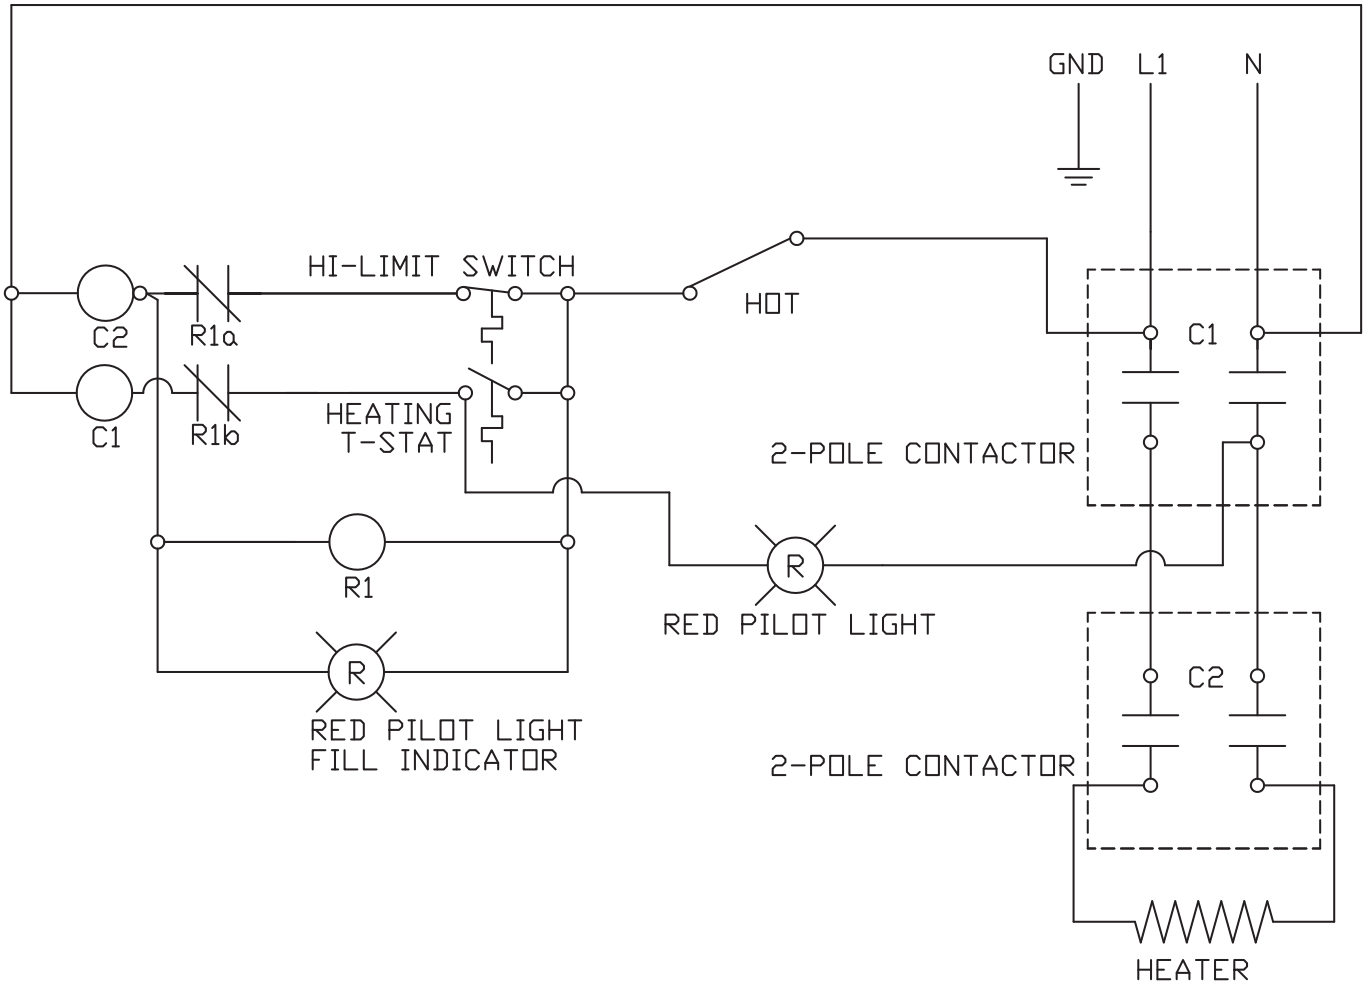 GND L1 N
HI-LIMIT SWITCH
HOT
C1
C2
R1a
HEATING
T-STAT
C1
R1b
2-POLE CONTACTOR
R
R1
RED PILOT LIGHT
R
C2
RED PILOT LIGHT
FILL INDICATOR
2-POLE CONTACTOR
HEATER